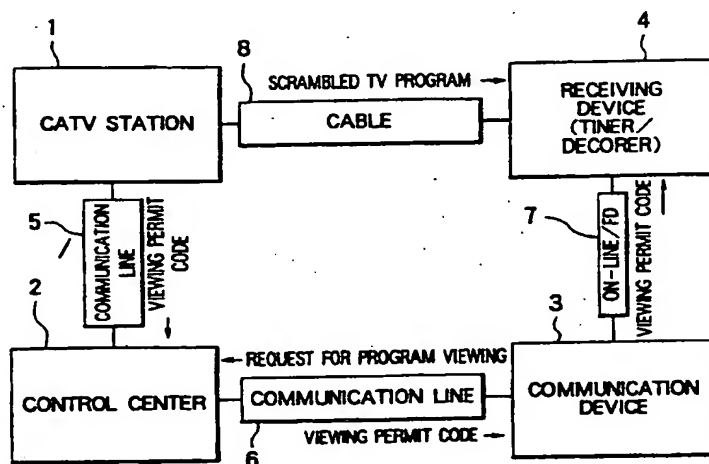 1
8
4
SCRAMBLED TV PROGRAM →
CATV STATION
CABLE
RECEIVING
DEVICE
(TINER/
DECORER)
5
COMMUNICATION
LINE
VIEWING PERMIT
CODE
→
7
ON-LINE/FD
VIEWING PERMIT CODE
→
2
3
← REQUEST FOR PROGRAM VIEWING
CONTROL CENTER
COMMUNICATION LINE
COMMUNICATION
DEVICE
6
VIEWING PERMIT CODE →